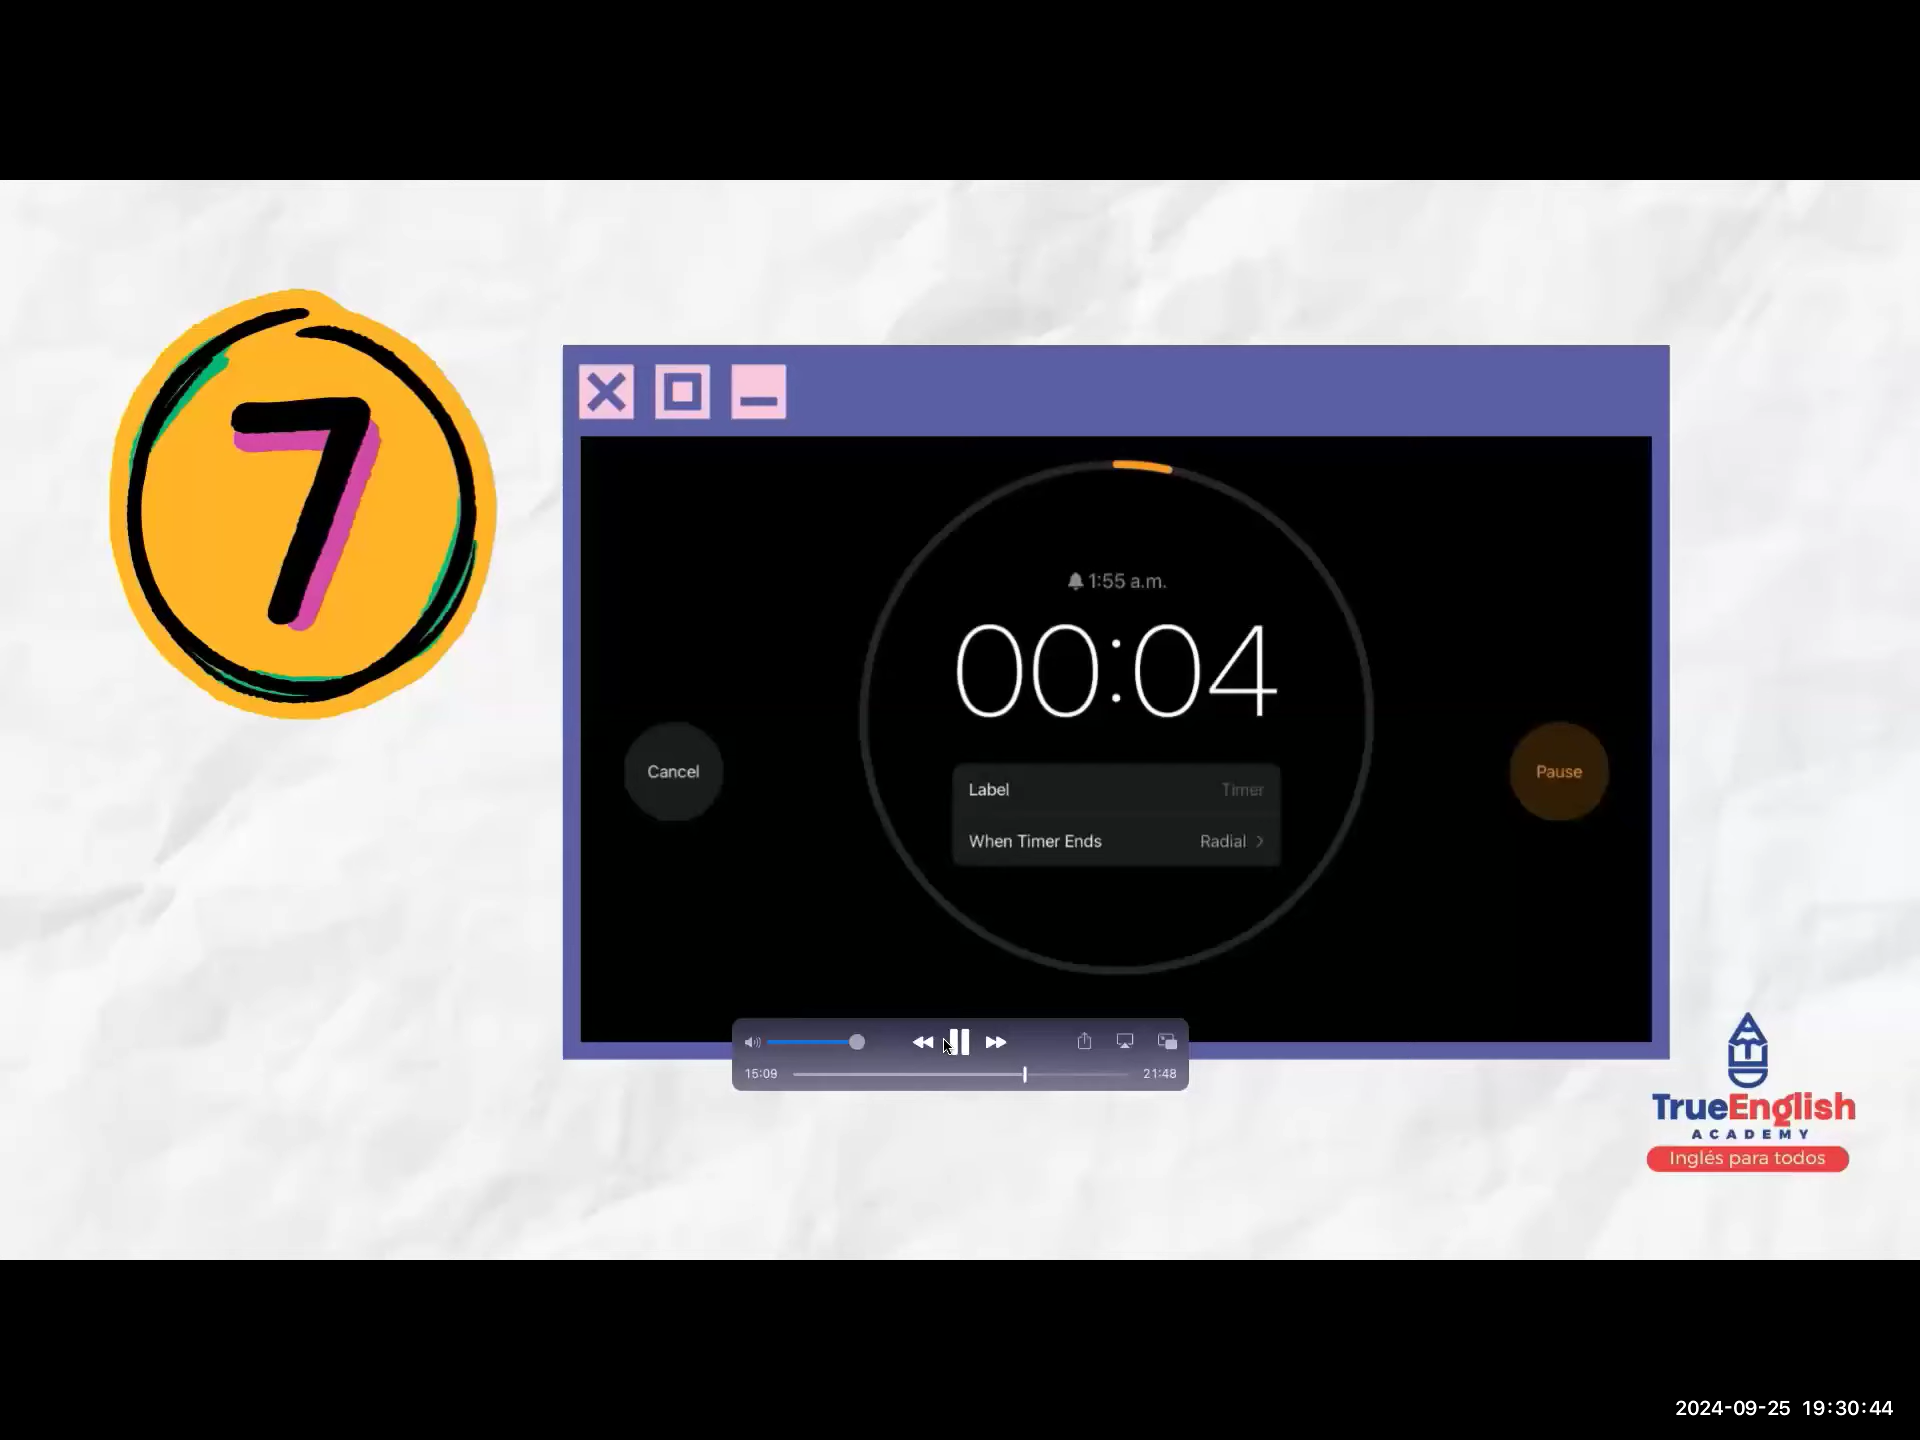 7
1:55 a.m.
00:04
Cancel
Pause
Label Timer
When Timer Ends Radial
15:09 21:48
TrueEnglish
ACADEMY
Inglés para todos
2024-09-25 19:30:44